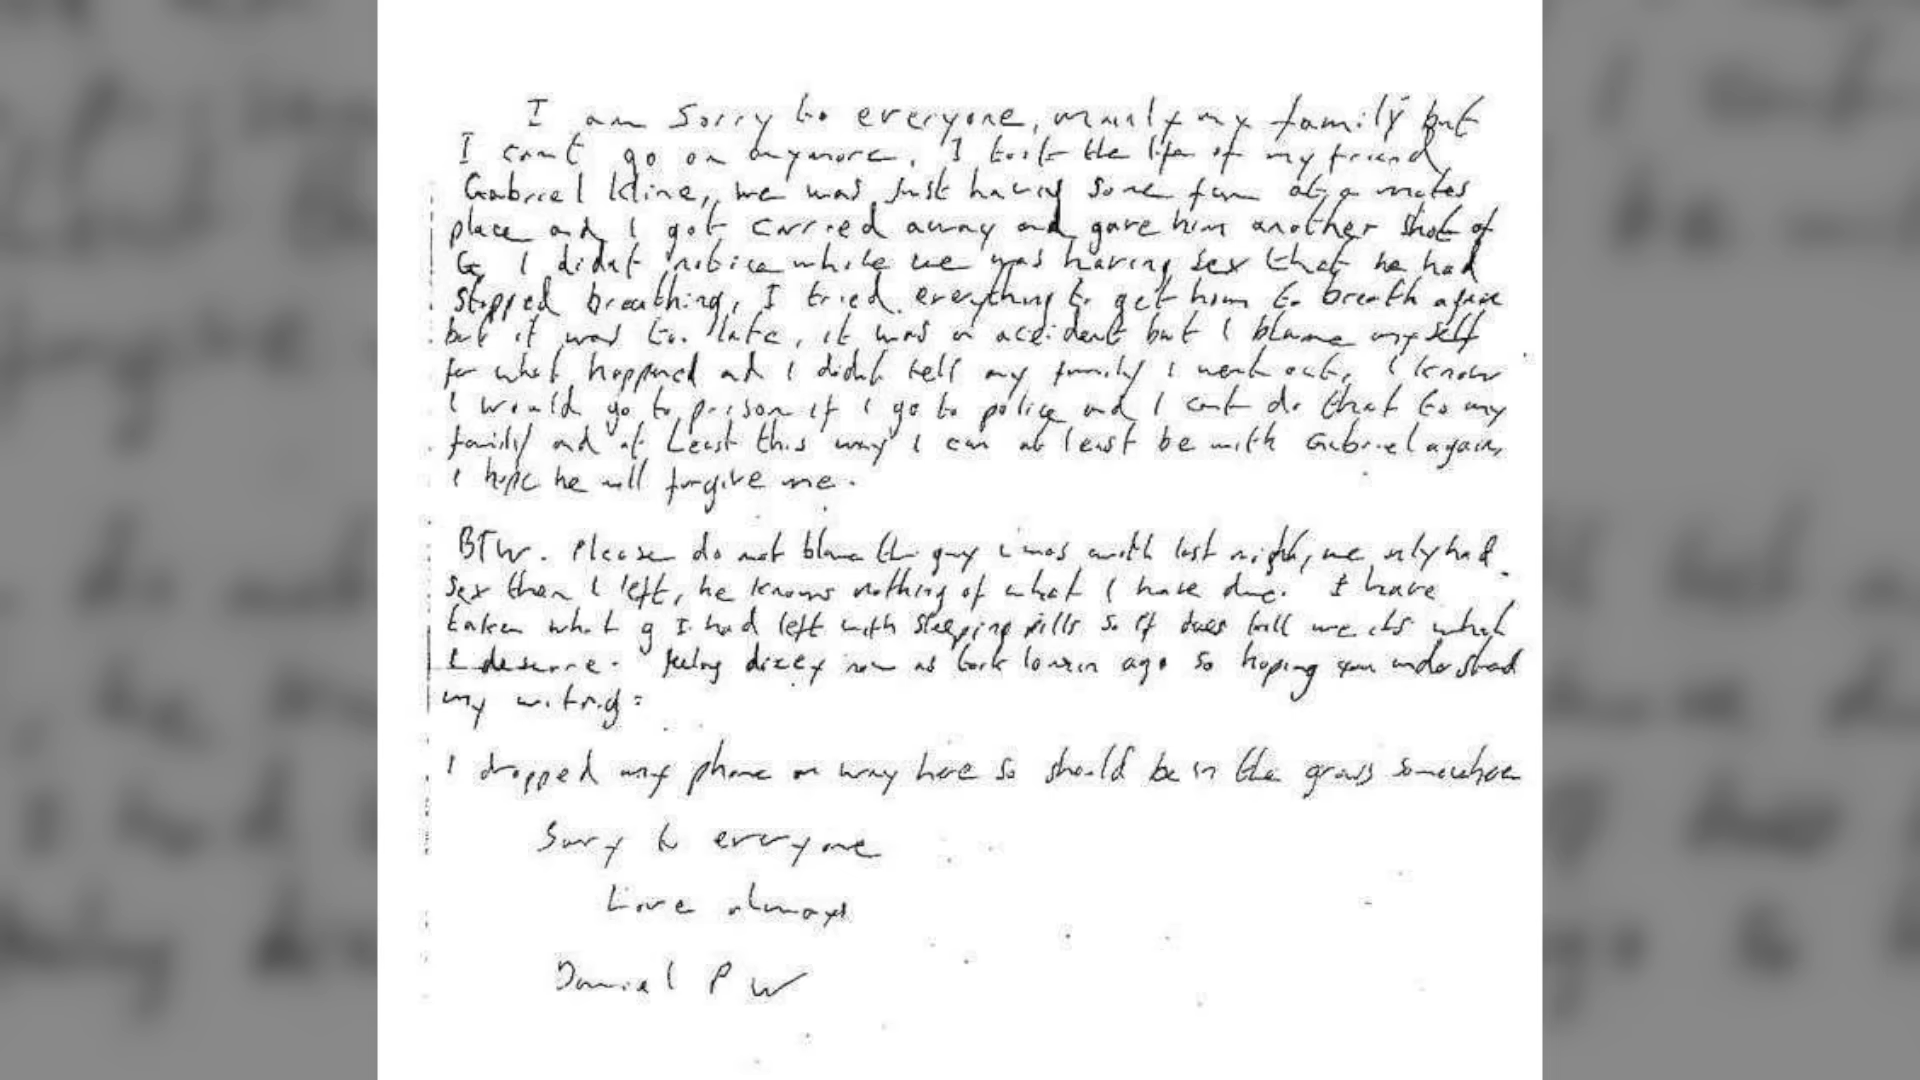 I am sorry to everyone, mainly my family but
I cant go on anymore, I took the life of my friend
Gabriel Kline, we was just having some fun at a mates
place and I got carried away and gave him another shot of
G, I didnt notice while we was having sex that he had
stopped breathing, I tried everything to get him to breath again
but it was to late, it was a accident but I blame myself
for what happened and I didnt tell my family I went out, I know
I would go to prison if I go to police and I cant do that to my
family and at Least this way I can at least be with Gabriel again,
I hope he will forgive me.
BTW. Please do not blame the guy I was with last night, we only had
sex then I left, he knows nothing of what I have done. I have
taken what g I had left with sleeping pills so if it does kill me its what
I deserve. feeling dizzy now as took 10 min ago so hoping you understand
my writing.
I dropped my phone on way here so should be in the grass somewhere
Sorry to everyone
Love always
Daniel P W